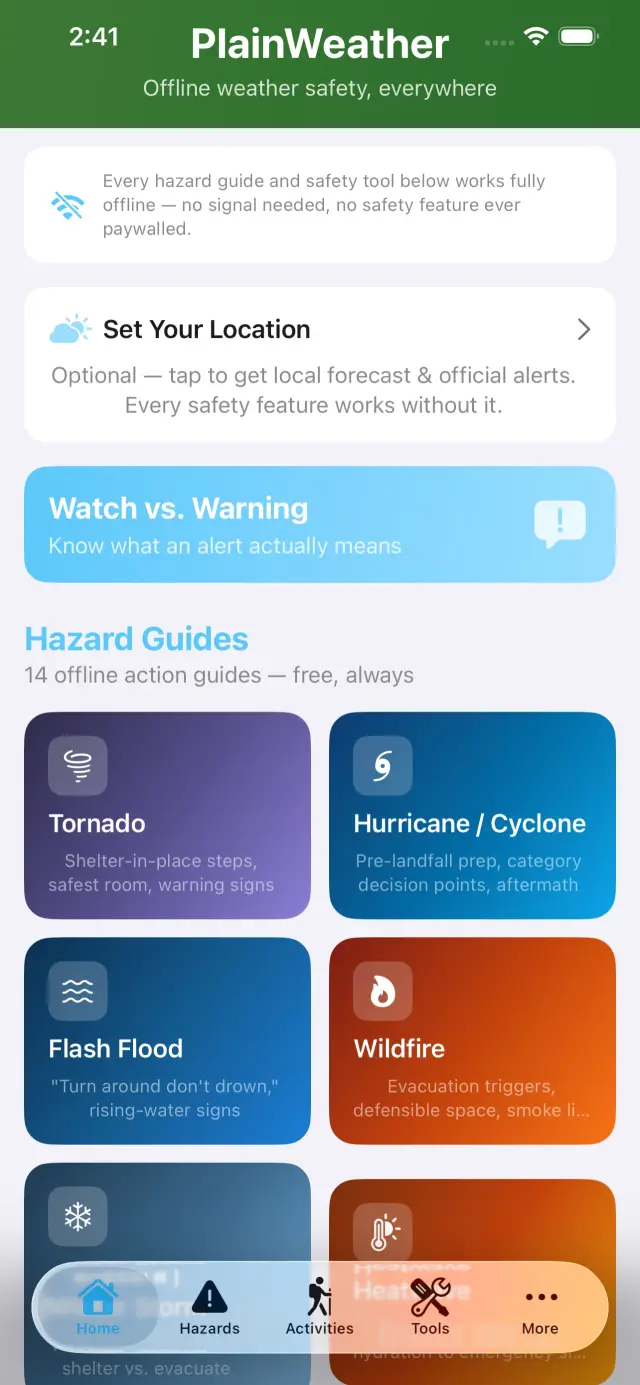 2:41
PlainWeather
Offline weather safety, everywhere
Every hazard guide and safety tool below works fully
offline — no signal needed, no safety feature ever
paywalled.
Set Your Location
Optional — tap to get local forecast & official alerts.
Every safety feature works without it.
Watch vs. Warning
Know what an alert actually means
Hazard Guides
14 offline action guides — free, always
Tornado
Shelter-in-place steps,
safest room, warning signs
Hurricane / Cyclone
Pre-landfall prep, category
decision points, aftermath
Flash Flood
"Turn around don't drown,"
rising-water signs
Wildfire
Evacuation triggers,
defensible space, smoke li...
Home
Hazards
Activities
Tools
More
shelter vs. evacuate
hydration to emergency si...